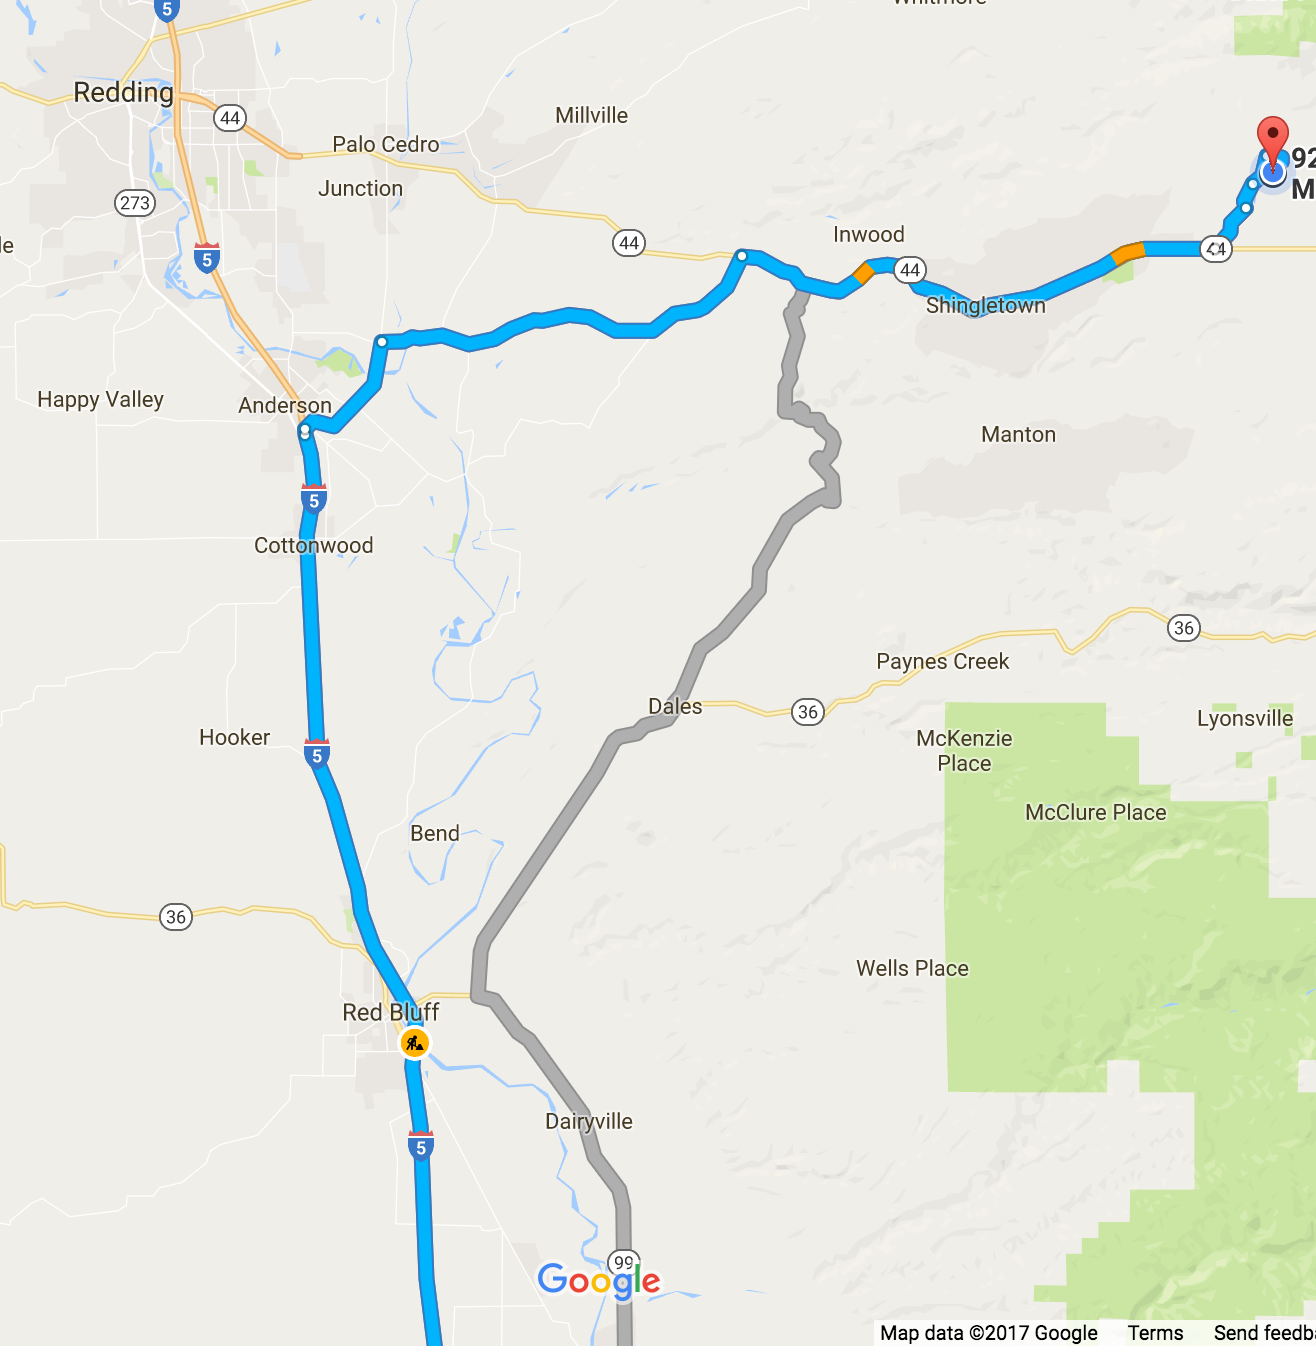 5
Whitmore
Redding
44
Millville
Palo Cedro
Junction
92
M
273
44
Inwood
5
44
44
Shingletown
Happy Valley
Anderson
Manton
5
Cottonwood
36
Paynes Creek
Dales
36
Lyonsville
Hooker
McKenzie
Place
5
McClure Place
Bend
36
Wells Place
Red Bluff
Dairyville
5
99
Google
Map data ©2017 Google Terms Send feedba